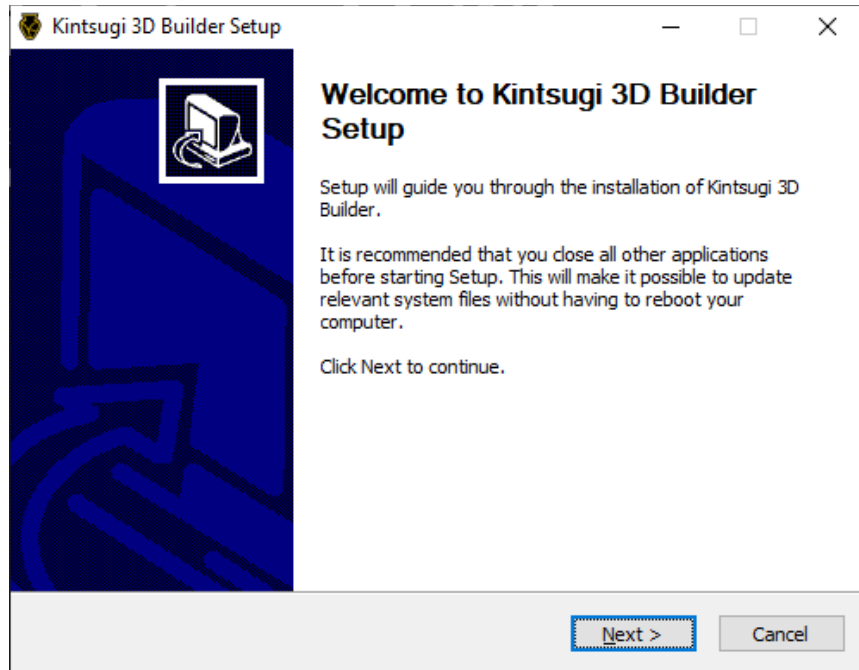 Kintsugi 3D Builder Setup
Welcome to Kintsugi 3D Builder
Setup
Setup will guide you through the installation of Kintsugi 3D
Builder.
It is recommended that you close all other applications
before starting Setup. This will make it possible to update
relevant system files without having to reboot your
computer.
Click Next to continue.
Next >
Cancel